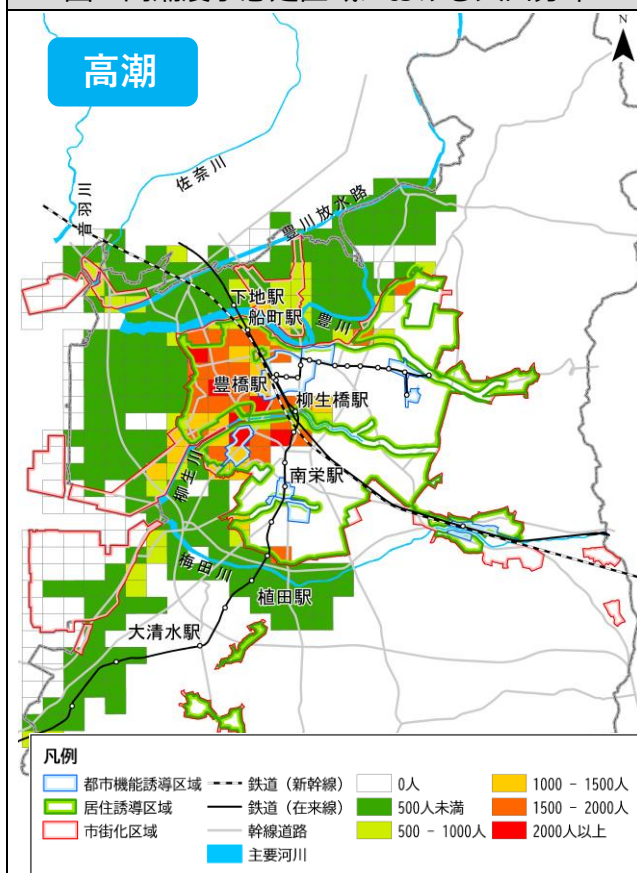 高潮
N
佐奈川
音羽川
豊川放水路
下地駅
船町駅
豊川
豊橋駅
柳生橋駅
柳生川
南栄駅
梅田川
植田駅
大清水駅
凡例
都市機能誘導区域
居住誘導区域
市街化区域
鉄道（新幹線）
鉄道（在来線）
幹線道路
主要河川
0人
500人未満
500 - 1000人
1000 - 1500人
1500 - 2000人
2000人以上